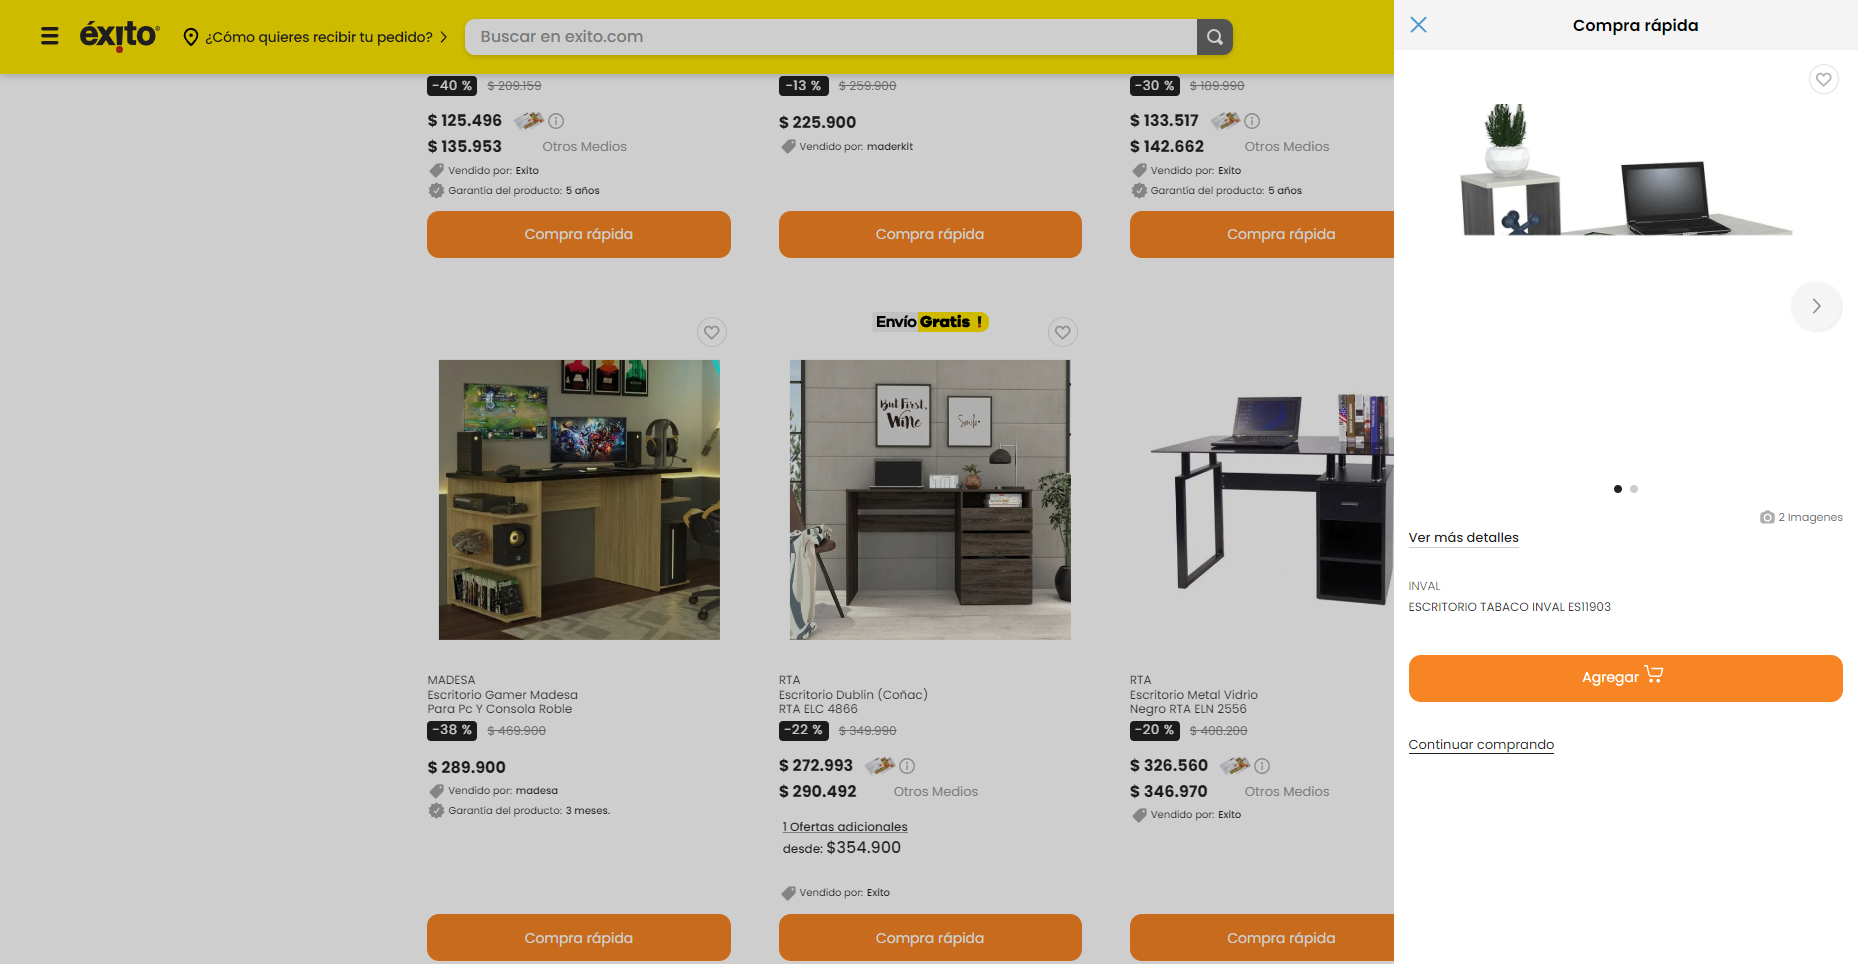 éxito
¿Cómo quieres recibir tu pedido?
Buscar en exito.com
-40 % $ 209.159
$ 125.496
$ 135.953 Otros Medios
Vendido por: Exito
Garantía del producto: 5 años
Compra rápida
-13 % $ 259.900
$ 225.900
Vendido por: maderkit
Compra rápida
-30 % $ 189.990
$ 133.517
$ 142.662 Otros Medios
Vendido por: Exito
Garantía del producto: 5 años
Compra rápida
MADESA
Escritorio Gamer Madesa
Para Pc Y Consola Roble
-38 % $ 469.900
$ 289.900
Vendido por: madesa
Garantía del producto: 3 meses.
Compra rápida
Envío Gratis !
But First,
Wine
Smile
RTA
Escritorio Dublin (Coñac)
RTA ELC 4866
-22 % $ 349.990
$ 272.993
$ 290.492 Otros Medios
1 Ofertas adicionales
desde: $354.900
Vendido por: Exito
Compra rápida
RTA
Escritorio Metal Vidrio
Negro RTA ELN 2556
-20 % $ 408.200
$ 326.560
$ 346.970 Otros Medios
Vendido por: Exito
Compra rápida
Compra rápida
2 Imagenes
Ver más detalles
INVAL
ESCRITORIO TABACO INVAL ES11903
Agregar
Continuar comprando